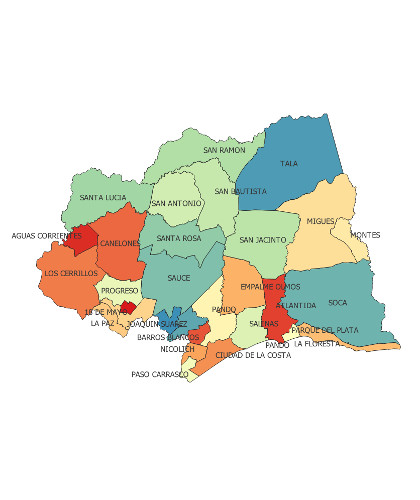 SAN RAMON
TALA
SANTA LUCIA
SAN ANTONIO
SAN BAUTISTA
MIGUES
AGUAS CORRIENTES
CANELONES
SANTA ROSA
SAN JACINTO
MONTES
LOS CERRILLOS
SAUCE
PROGRESO
EMPALME OLMOS
SOCA
18 DE MAYO
PANDO
ATLANTIDA
LA PAZ
JOAQUIN SUAREZ
SALINAS
PARQUE DEL PLATA
BARROS BLANCOS
PANDO
LA FLORESTA
NICOLICH
CIUDAD DE LA COSTA
PASO CARRASCO